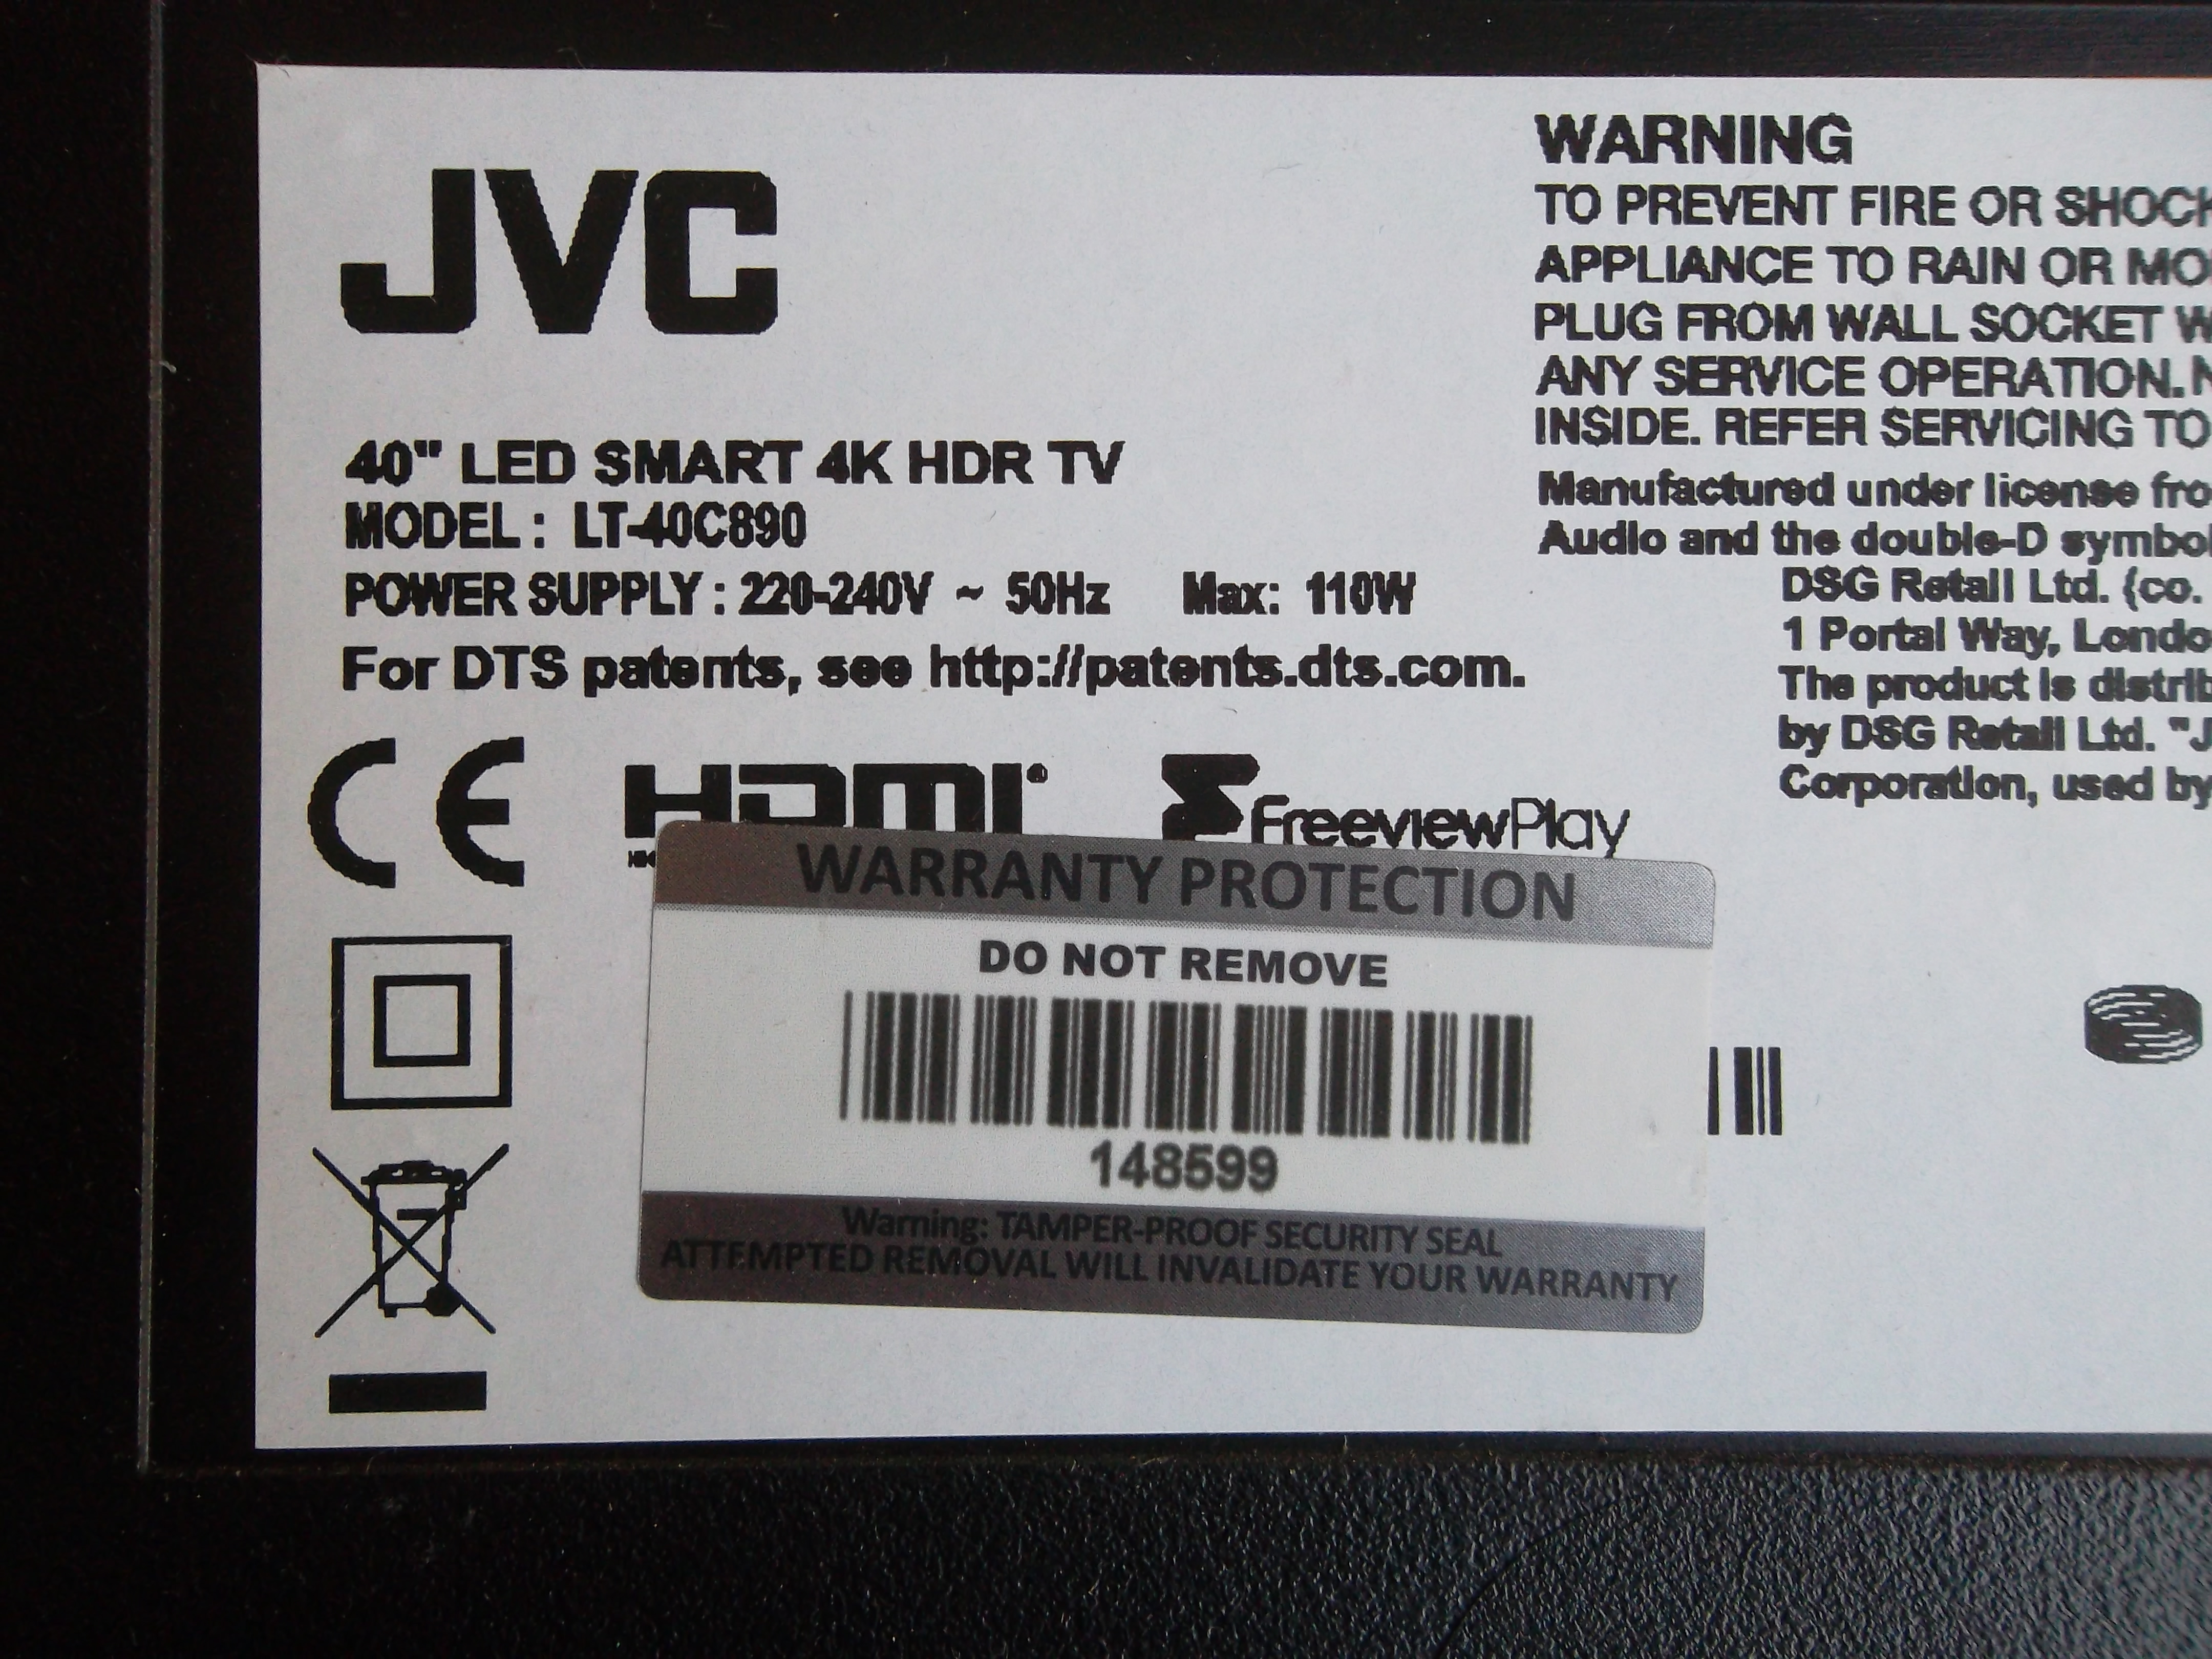 JVC
40" LED SMART 4K HDR TV
MODEL : LT-40C890
POWER SUPPLY : 220-240V ~ 50Hz Max: 110W
For DTS patents, see http://patents.dts.com.
CE HDMI® FreeviewPlay
WARNING
TO PREVENT FIRE OR SHOCK
APPLIANCE TO RAIN OR
PLUG FROM WALL SOCKET
ANY SERVICE OPERATION.
INSIDE. REFER SERVICING TO
Manufactured under license
Audio and the double-D
DSG Retail Ltd. (co.
1 Portal Way,
The product is
by DSG Retail Ltd.
Corporation, used by
WARRANTY PROTECTION
DO NOT REMOVE
148599
Warning: TAMPER-PROOF SECURITY SEAL
ATTEMPTED REMOVAL WILL INVALIDATE YOUR WARRANTY